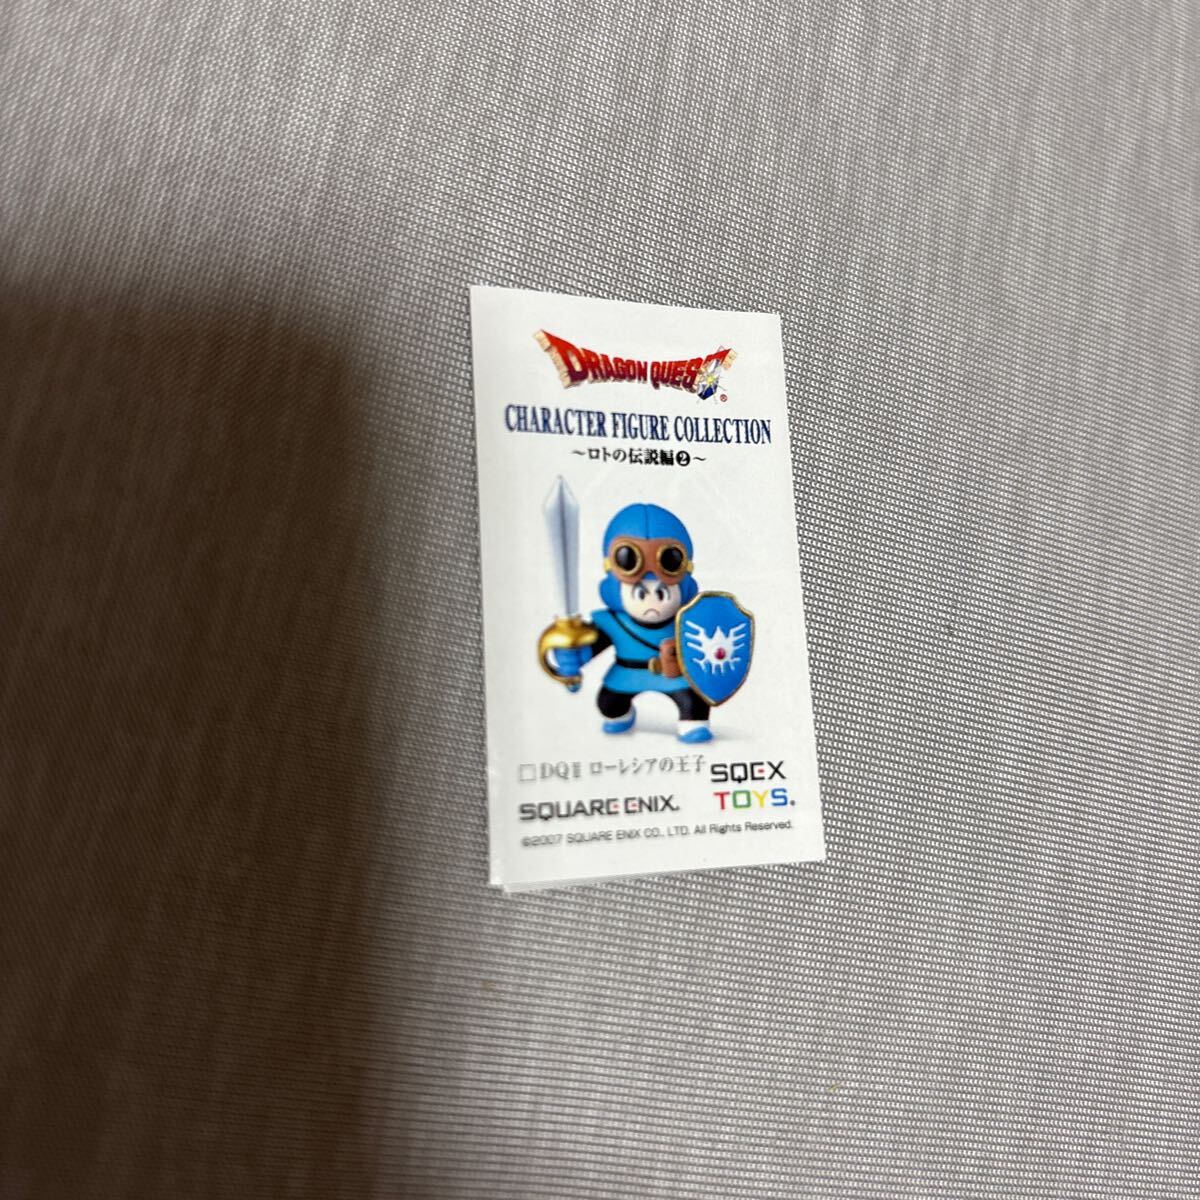 DRAGON QUEST®
CHARACTER FIGURE COLLECTION
～ロトの伝説編❷～
□DQⅡ ローレシアの王子
SQEX
TOYS.
SQUARE ENIX.
©2007 SQUARE ENIX CO., LTD. All Rights Reserved.